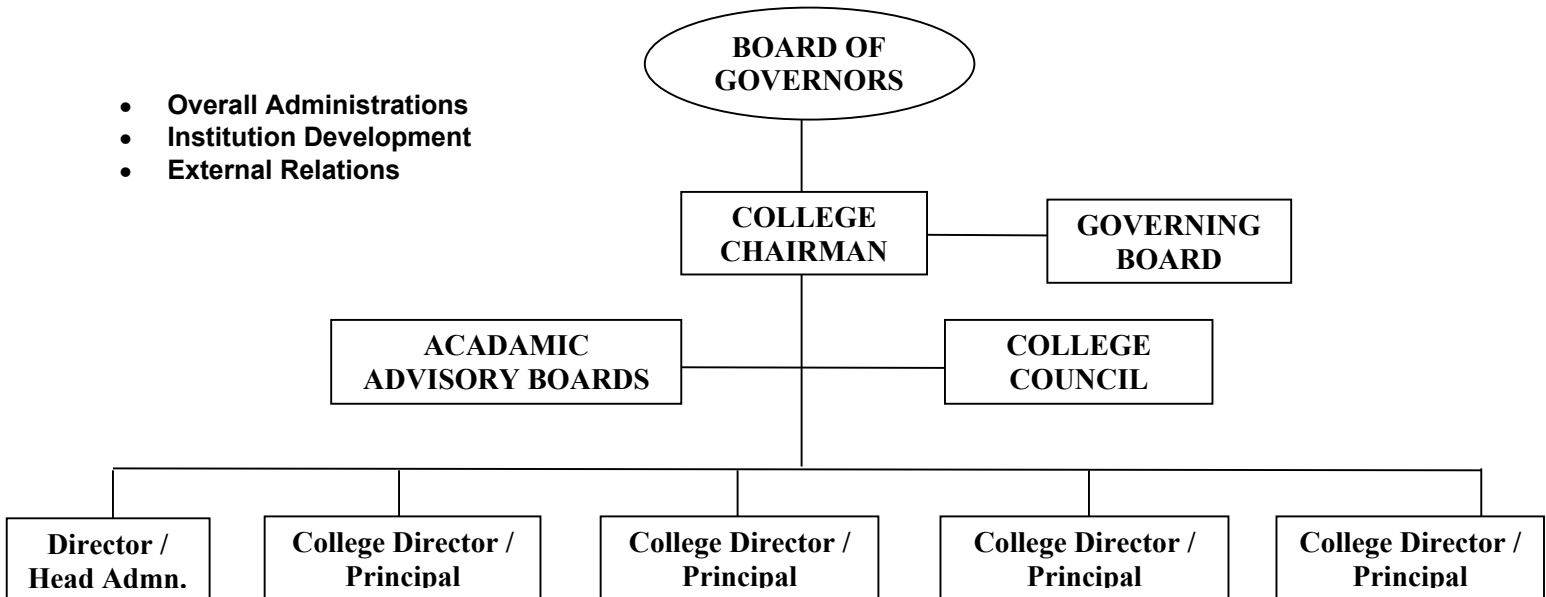 BOARD OF
GOVERNORS
• Overall Administrations
• Institution Development
• External Relations
COLLEGE
CHAIRMAN
GOVERNING
BOARD
ACADAMIC
ADVISORY BOARDS
COLLEGE
COUNCIL
Director /
Head Admn.
College Director /
Principal
College Director /
Principal
College Director /
Principal
College Director /
Principal